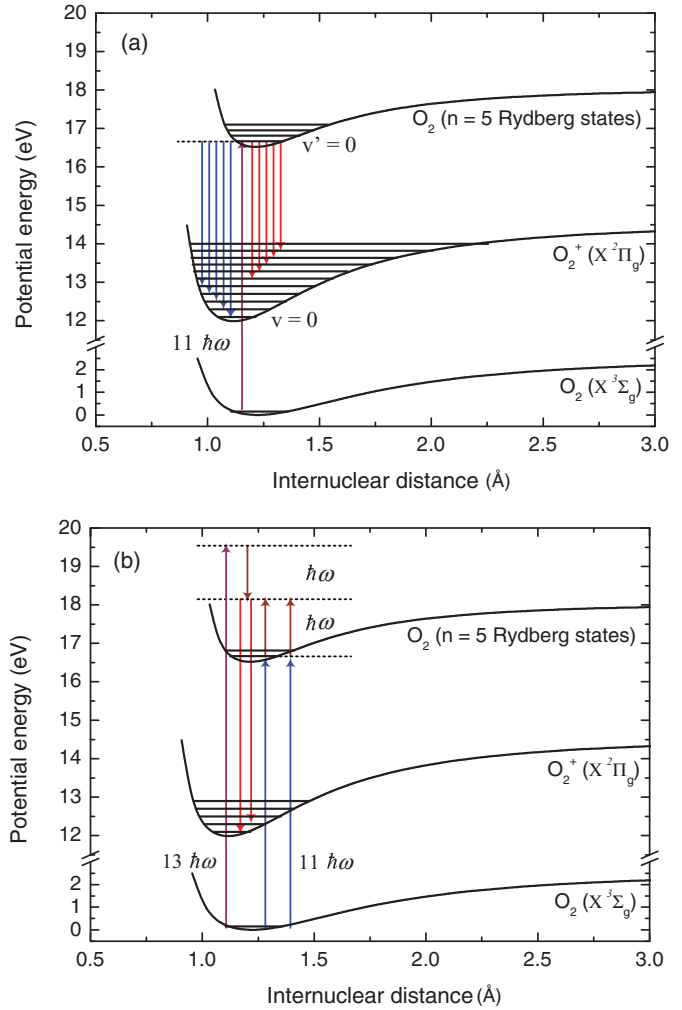 (a)
20
19
18
17
16
15
14
13
12
2
1
0
Potential energy (eV)
O₂ (n = 5 Rydberg states)
v' = 0
O₂⁺ (X ²Π_g)
v = 0
11 ħω
O₂ (X ³Σ_g)
0.5 1.0 1.5 2.0 2.5 3.0
Internuclear distance (Å)
(b)
20
19
18
17
16
15
14
13
12
2
1
0
Potential energy (eV)
ħω
ħω
O₂ (n = 5 Rydberg states)
O₂⁺ (X ²Π_g)
13 ħω 11 ħω
O₂ (X ³Σ_g)
0.5 1.0 1.5 2.0 2.5 3.0
Internuclear distance (Å)